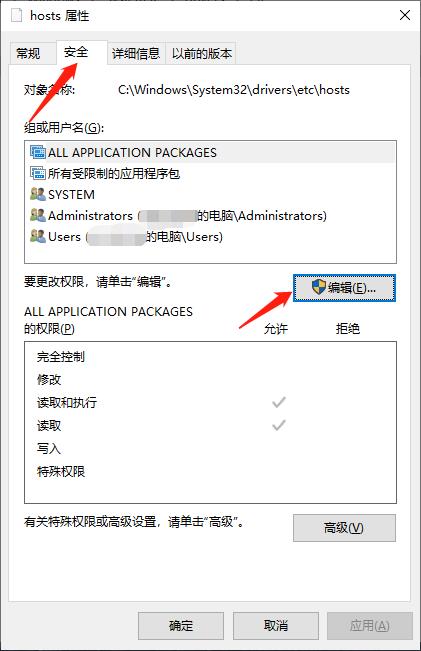 hosts 属性
常规
安全
详细信息
以前的版本
对象名称: C:\Windows\System32\drivers\etc\hosts
组或用户名(G):
ALL APPLICATION PACKAGES
所有受限制的应用程序包
SYSTEM
Administrators (的电脑\Administrators)
Users (的电脑\Users)
要更改权限，请单击“编辑”。
编辑(E)...
ALL APPLICATION PACKAGES
的权限(P) 允许 拒绝
完全控制
修改
读取和执行
读取
写入
特殊权限
有关特殊权限或高级设置，请单击“高级”。
高级(V)
确定
取消
应用(A)